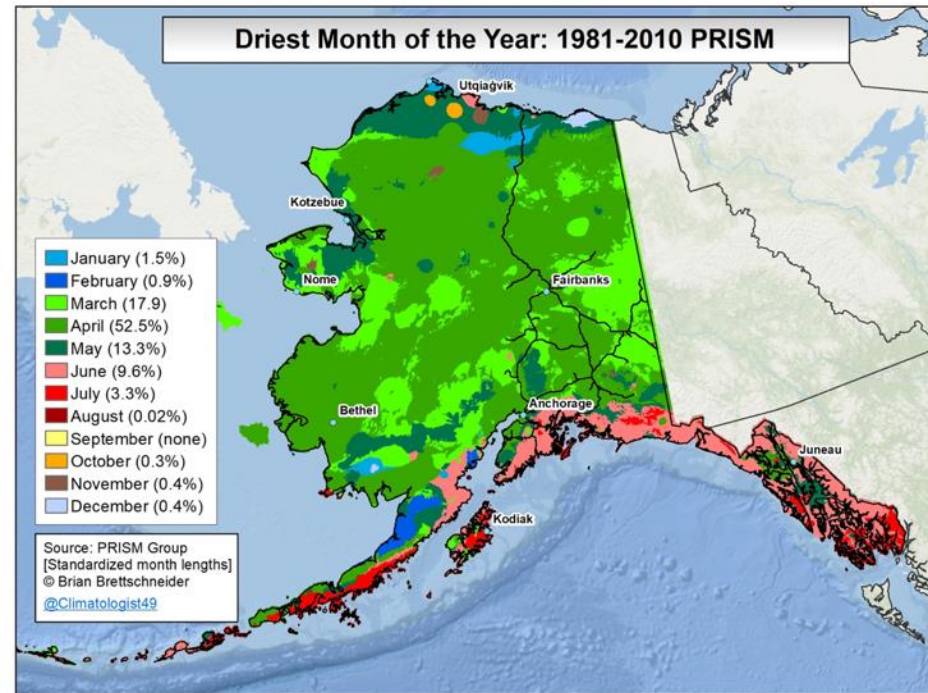 Driest Month of the Year: 1981-2010 PRISM
Utqiaġvik
Kotzebue
Nome
Fairbanks
Bethel
Anchorage
Juneau
Kodiak
January (1.5%)
February (0.9%)
March (17.9)
April (52.5%)
May (13.3%)
June (9.6%)
July (3.3%)
August (0.02%)
September (none)
October (0.3%)
November (0.4%)
December (0.4%)
Source: PRISM Group
[Standardized month lengths]
© Brian Brettschneider
@Climatologist49